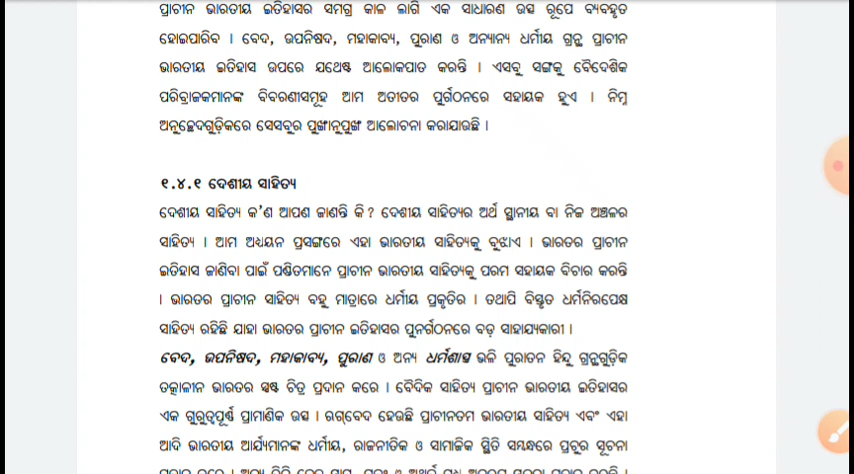 ପ୍ରାଚୀନ ଭାରତୀୟ ଇତିହାସର ସମଗ୍ର କାଳ ଲାଗି ଏକ ସାଧାରଣ ଉତ୍ସ ରୂପେ ବ୍ୟବହୃତ
ହୋଇପାରିବ । ବେଦ, ଉପନିଷଦ, ମହାକାବ୍ୟ, ପୁରାଣ ଓ ଅନ୍ୟାନ୍ୟ ଧର୍ମୀୟ ଗ୍ରନ୍ଥ ପ୍ରାଚୀନ
ଭାରତୀୟ ଇତିହାସ ଉପରେ ଯଥେଷ୍ଟ ଆଲୋକପାତ କରନ୍ତି । ଏସବୁ ସଙ୍ଗକୁ ବୈଦେଶିକ
ପରିବ୍ରାଜକମାନଙ୍କ ବିବରଣୀସମୂହ ଆମ ଅତୀତର ପୁର୍ଗଠନରେ ସହାୟକ ହୁଏ । ନିମ୍ନ
ଅନୁଚ୍ଛେଦଗୁଡ଼ିକରେ ସେସବୁର ପୁଙ୍ଖାନୁପୁଙ୍ଖ ଆଲୋଚନା କରାଯାଉଛି ।
୧.୪.୧ ଦେଶୀୟ ସାହିତ୍ୟ
ଦେଶୀୟ ସାହିତ୍ୟ କ'ଣ ଆପଣ ଜାଣନ୍ତି କି ? ଦେଶୀୟ ସାହିତ୍ୟର ଅର୍ଥ ସ୍ଥାନୀୟ ବା ନିଜ ଅଞ୍ଚଳର
ସାହିତ୍ୟ । ଆମ ଅଧ୍ୟୟନ ପ୍ରସଙ୍ଗରେ ଏହା ଭାରତୀୟ ସାହିତ୍ୟକୁ ବୁଝାଏ । ଭାରତର ପ୍ରାଚୀନ
ଇତିହାସ ଜାଣିବା ପାଇଁ ପଣ୍ଡିତମାନେ ପ୍ରାଚୀନ ଭାରତୀୟ ସାହିତ୍ୟକୁ ପରମ ସହାୟକ ବିଚାର କରନ୍ତି
। ଭାରତର ପ୍ରାଚୀନ ସାହିତ୍ୟ ବହୁ ମାତ୍ରାରେ ଧର୍ମୀୟ ପ୍ରକୃତିର । ତଥାପି ବିସ୍ତୃତ ଧର୍ମନିରପେକ୍ଷ
ସାହିତ୍ୟ ରହିଛି ଯାହା ଭାରତର ପ୍ରାଚୀନ ଇତିହାସର ପୁନର୍ଗଠନରେ ବଡ଼ ସାହାଯ୍ୟକାରୀ ।
ବେଦ, ଉପନିଷଦ, ମହାକାବ୍ୟ, ପୁରାଣ ଓ ଅନ୍ୟ ଧର୍ମଶାସ୍ତ୍ର ଭଳି ପୁରାତନ ହିନ୍ଦୁ ଗ୍ରନ୍ଥଗୁଡ଼ିକ
ତତ୍କାଳୀନ ଭାରତର ସ୍ପଷ୍ଟ ଚିତ୍ର ପ୍ରଦାନ କରେ । ବୈଦିକ ସାହିତ୍ୟ ପ୍ରାଚୀନ ଭାରତୀୟ ଇତିହାସର
ଏକ ଗୁରୁତ୍ୱପୂର୍ଣ୍ଣ ପ୍ରାମାଣିକ ଉତ୍ସ । ଋଗ୍‌ବେଦ ହେଉଛି ପ୍ରାଚୀନତମ ଭାରତୀୟ ସାହିତ୍ୟ ଏବଂ ଏହା
ଆଦି ଭାରତୀୟ ଆର୍ଯ୍ୟମାନଙ୍କ ଧର୍ମୀୟ, ରାଜନୀତିକ ଓ ସାମାଜିକ ସ୍ଥିତି ସମ୍ବନ୍ଧରେ ପ୍ରଚୁର ସୂଚନା